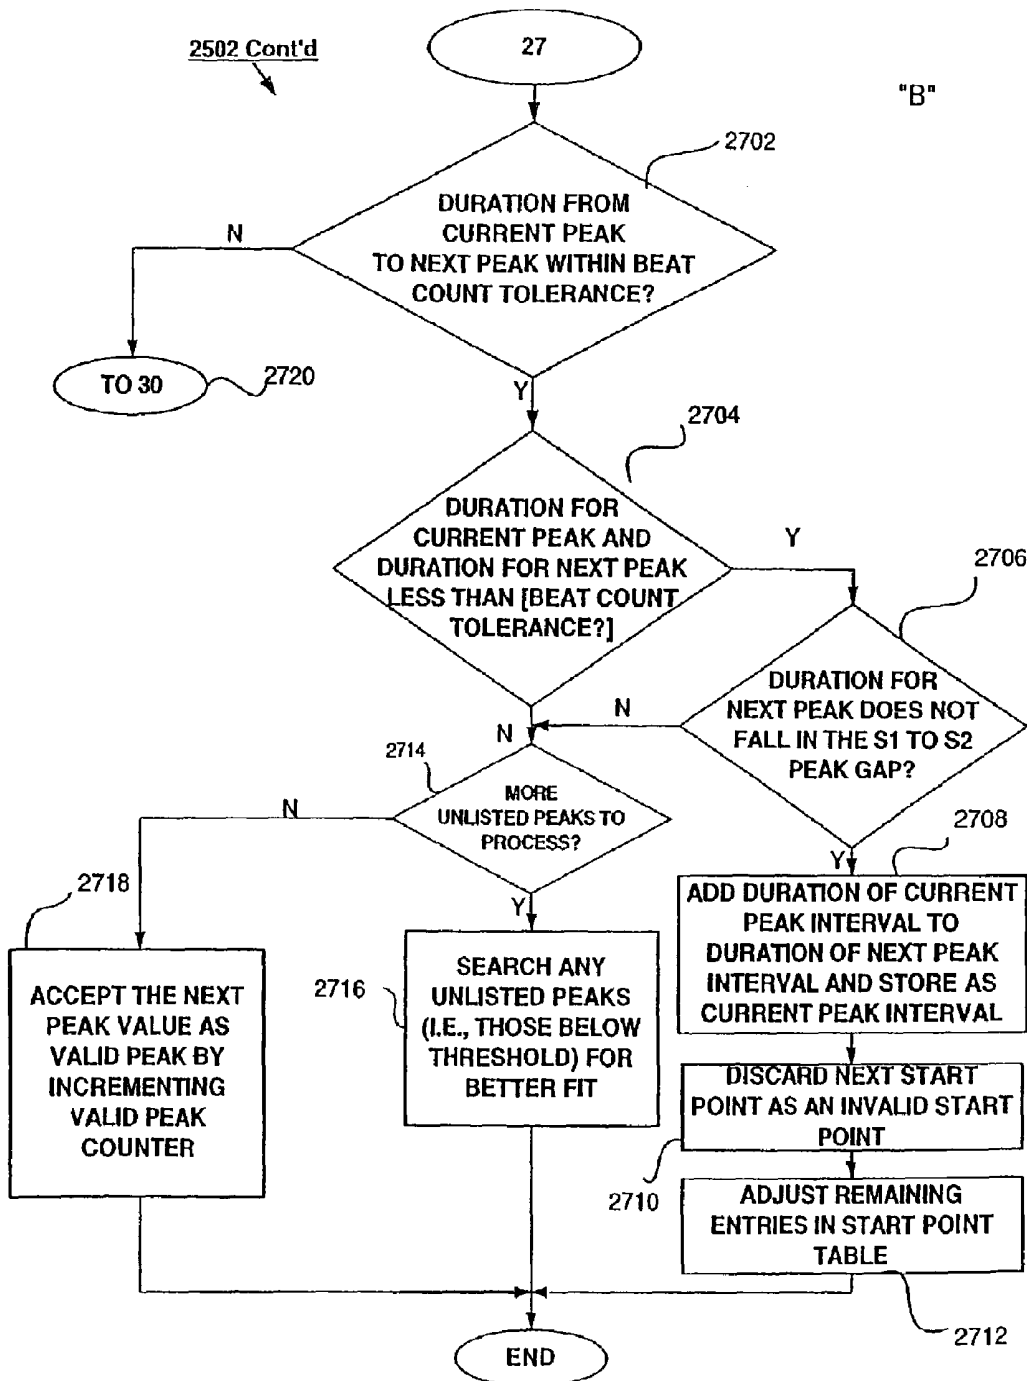 2502 Cont'd
27
"B"
2702
DURATION FROM
CURRENT PEAK
TO NEXT PEAK WITHIN BEAT
COUNT TOLERANCE?
N
TO 30
2720
Y
2704
DURATION FOR
CURRENT PEAK AND
DURATION FOR NEXT PEAK
LESS THAN [BEAT COUNT
TOLERANCE?]
Y
2706
DURATION FOR
NEXT PEAK DOES NOT
FALL IN THE S1 TO S2
PEAK GAP?
N
N
2714
MORE
UNLISTED PEAKS TO
PROCESS?
N
Y
2708
Y
ADD DURATION OF CURRENT
PEAK INTERVAL TO
DURATION OF NEXT PEAK
INTERVAL AND STORE AS
CURRENT PEAK INTERVAL
2718
ACCEPT THE NEXT
PEAK VALUE AS
VALID PEAK BY
INCREMENTING
VALID PEAK
COUNTER
2716
SEARCH ANY
UNLISTED PEAKS
(I.E., THOSE BELOW
THRESHOLD) FOR
BETTER FIT
DISCARD NEXT START
POINT AS AN INVALID START
POINT
2710
ADJUST REMAINING
ENTRIES IN START POINT
TABLE
2712
END